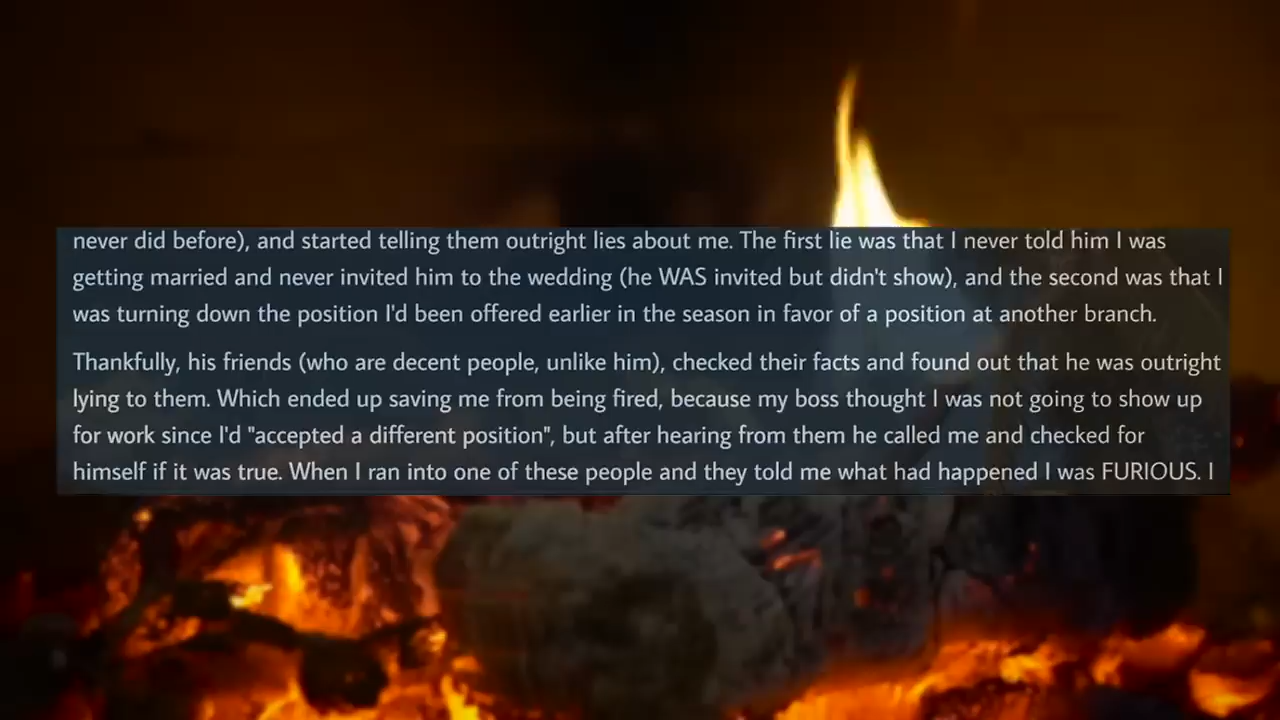 never did before), and started telling them outright lies about me. The first lie was that I never told him I was
getting married and never invited him to the wedding (he WAS invited but didn't show), and the second was that I
was turning down the position I'd been offered earlier in the season in favor of a position at another branch.
Thankfully, his friends (who are decent people, unlike him), checked their facts and found out that he was outright
lying to them. Which ended up saving me from being fired, because my boss thought I was not going to show up
for work since I'd "accepted a different position", but after hearing from them he called me and checked for
himself if it was true. When I ran into one of these people and they told me what had happened I was FURIOUS. I